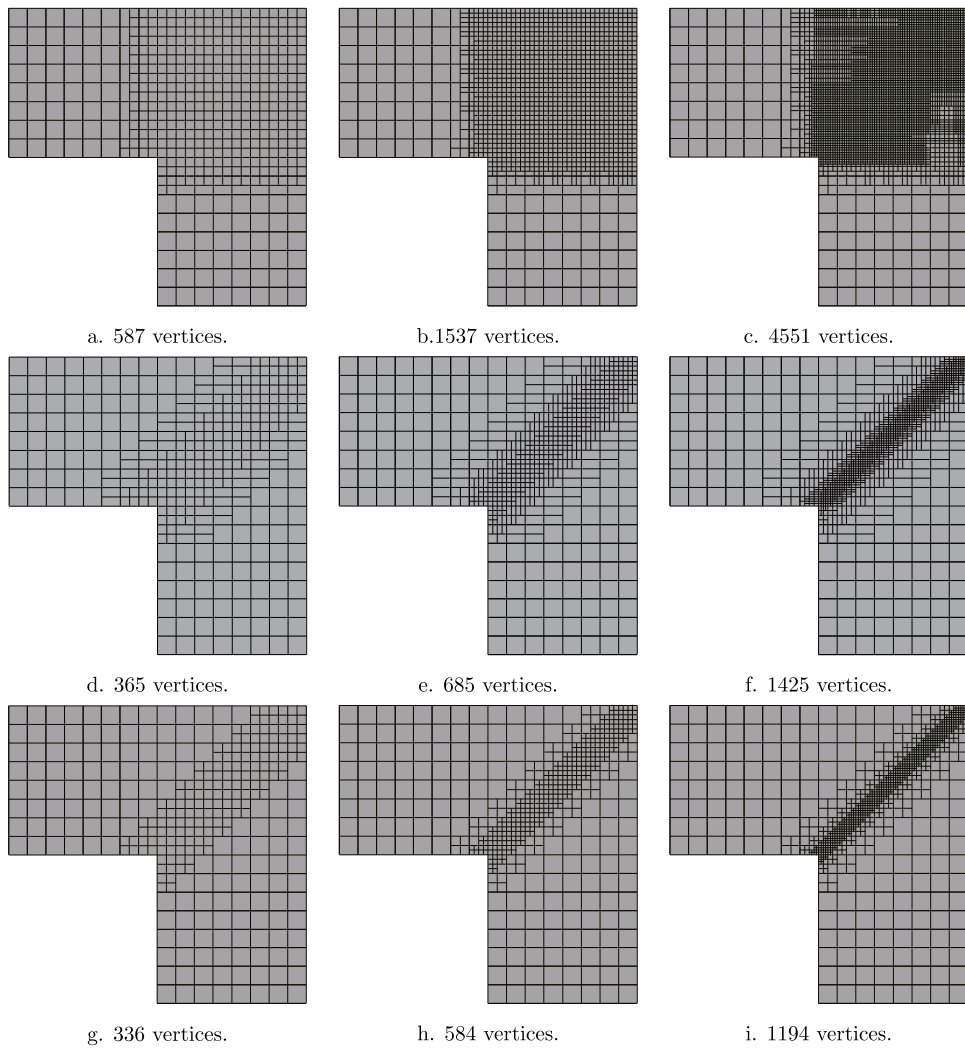 a. 587 vertices.
b.1537 vertices.
c. 4551 vertices.
d. 365 vertices.
e. 685 vertices.
f. 1425 vertices.
g. 336 vertices.
h. 584 vertices.
i. 1194 vertices.